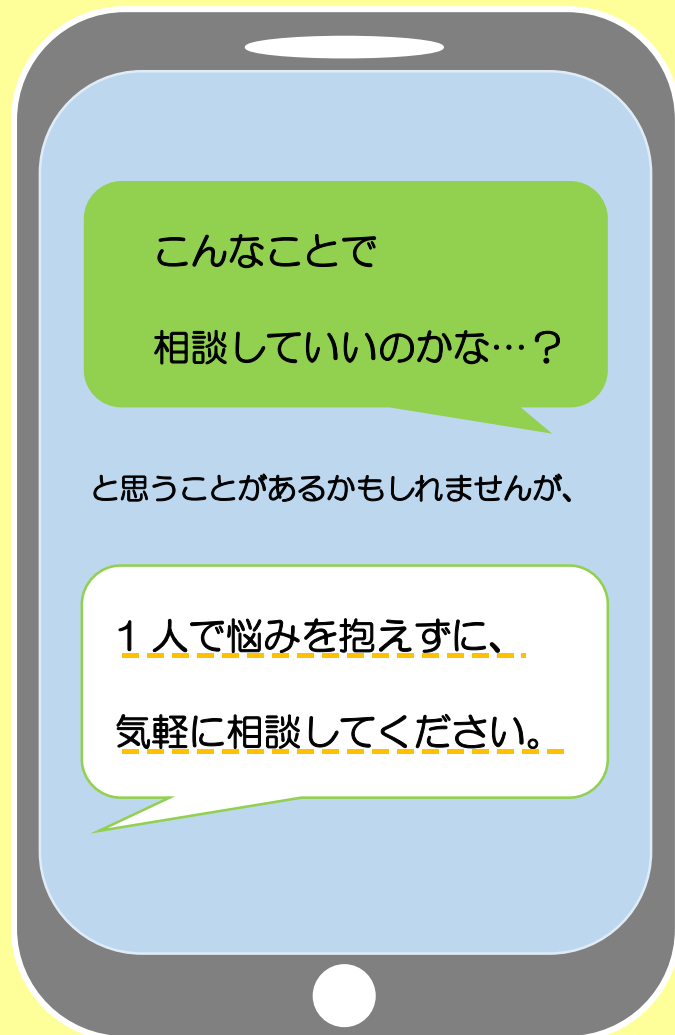 こんなことで
相談していいのかな…？
と思うことがあるかもしれませんが、
1 人で悩みを抱えずに、
気軽に相談してください。